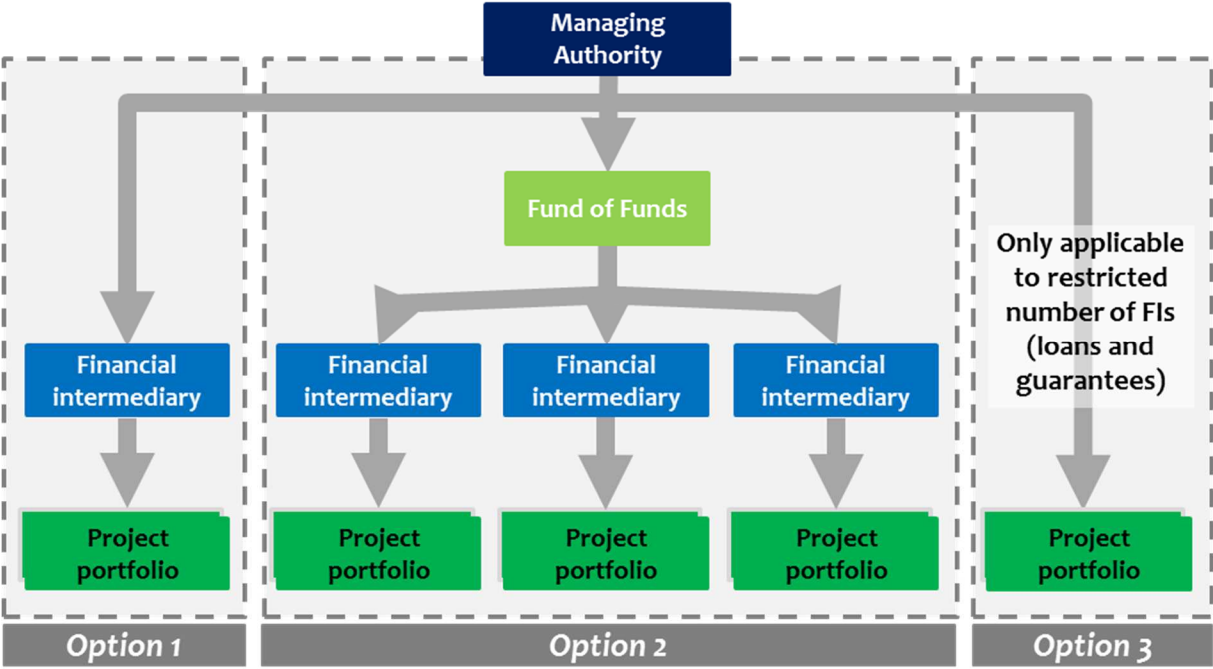 Managing
Authority
Fund of Funds
Only applicable
to restricted
number of FIs
(loans and
guarantees)
Financial
intermediary
Financial
intermediary
Financial
intermediary
Financial
intermediary
Project
portfolio
Project
portfolio
Project
portfolio
Project
portfolio
Project
portfolio
Option 1
Option 2
Option 3